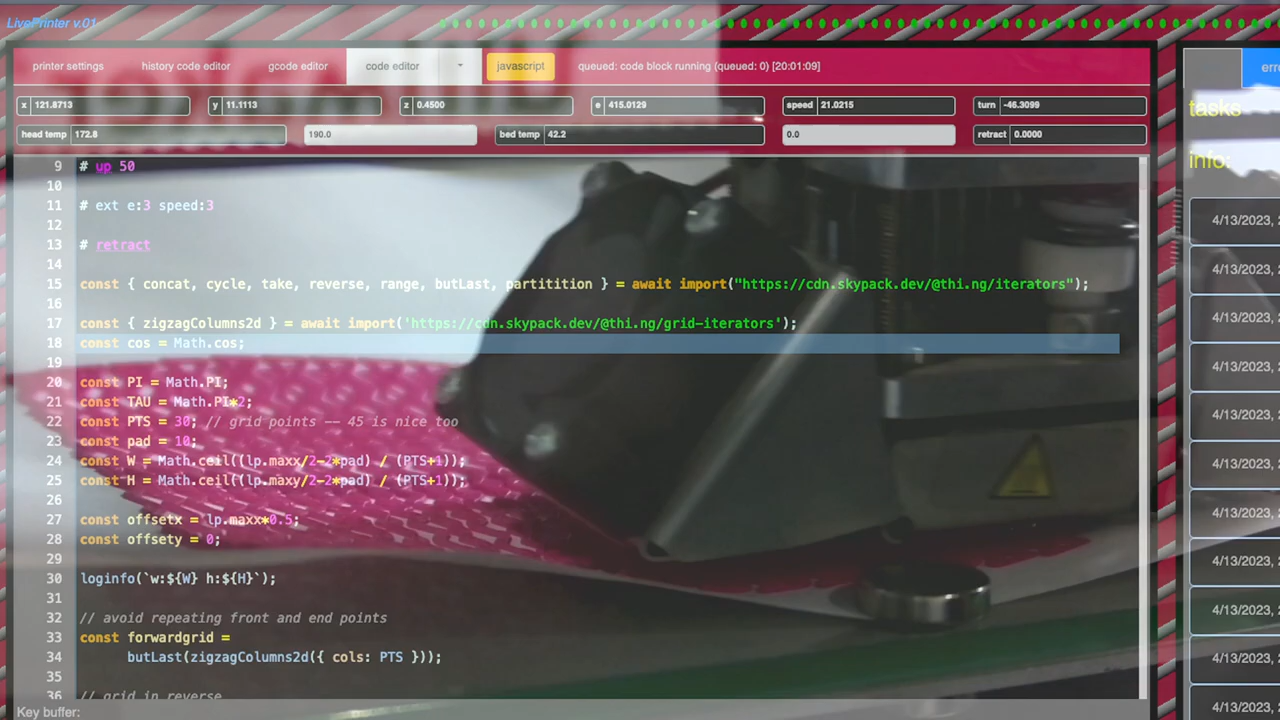 LivePrinter v.01
printer settings history code editor gcode editor code editor javascript queued: code block running (queued: 0) [20:01:09]
x 121.8713 y 11.1113 z 0.4500 e 415.0129 speed 21.0215 turn -46.3099
head temp 172.8 190.0 bed temp 42.2 0.0 retract 0.0000
erro
tasks
info:
9 # up 50
10
11 # ext e:3 speed:3
12
13 # retract
14
15 const { concat, cycle, take, reverse, range, butLast, partitition } = await import("https://cdn.skypack.dev/@thi.ng/iterators");
16
17 const { zigzagColumns2d } = await import('https://cdn.skypack.dev/@thi.ng/grid-iterators');
18 const cos = Math.cos;
19
20 const PI = Math.PI;
21 const TAU = Math.PI*2;
22 const PTS = 30; // grid points -- 45 is nice too
23 const pad = 10;
24 const W = Math.ceil((lp.maxx/2-2*pad) / (PTS+1));
25 const H = Math.ceil((lp.maxy/2-2*pad) / (PTS+1));
26
27 const offsetx = lp.maxx*0.5;
28 const offsety = 0;
29
30 loginfo(`w:${W} h:${H}`);
31
32 // avoid repeating front and end points
33 const forwardgrid =
34 butLast(zigzagColumns2d({ cols: PTS }));
35
36 // grid in reverse
Key buffer:
4/13/2023,
4/13/2023,
4/13/2023,
4/13/2023,
4/13/2023,
4/13/2023,
4/13/2023,
4/13/2023,
4/13/2023,
4/13/2023,
4/13/2023,